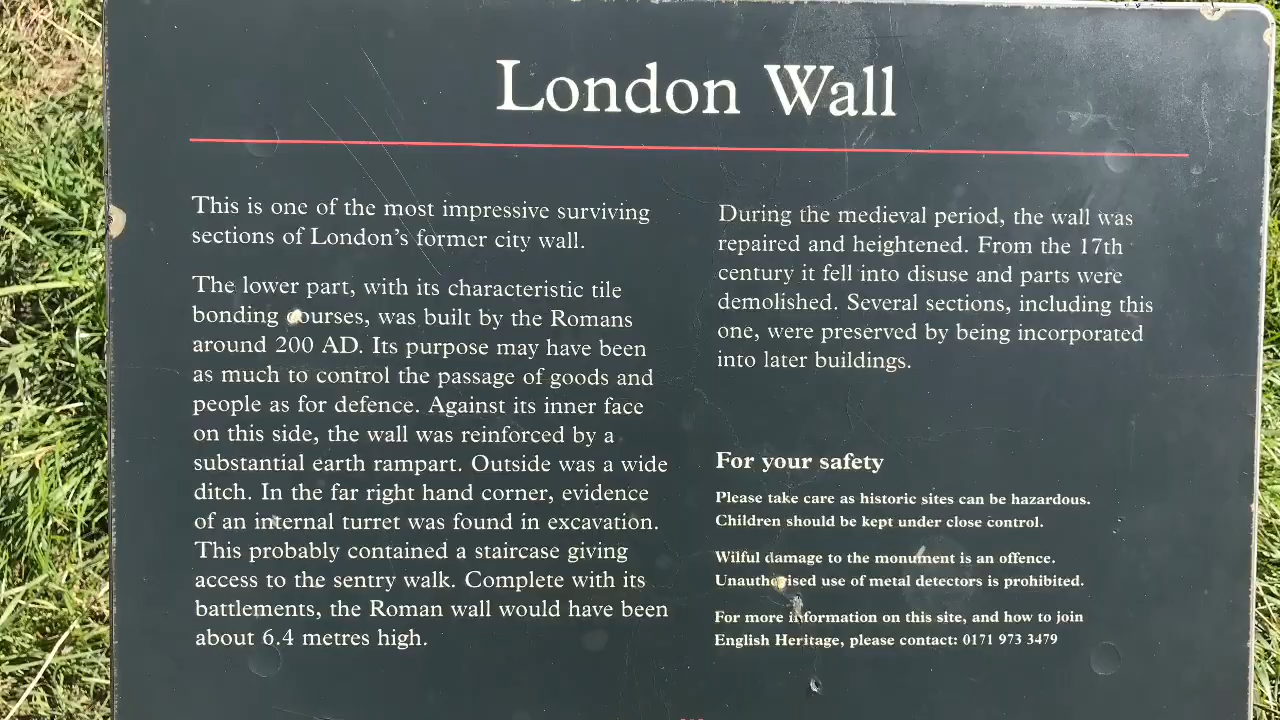 London Wall
This is one of the most impressive surviving
sections of London's former city wall.
The lower part, with its characteristic tile
bonding courses, was built by the Romans
around 200 AD. Its purpose may have been
as much to control the passage of goods and
people as for defence. Against its inner face
on this side, the wall was reinforced by a
substantial earth rampart. Outside was a wide
ditch. In the far right hand corner, evidence
of an internal turret was found in excavation.
This probably contained a staircase giving
access to the sentry walk. Complete with its
battlements, the Roman wall would have been
about 6.4 metres high.
During the medieval period, the wall was
repaired and heightened. From the 17th
century it fell into disuse and parts were
demolished. Several sections, including this
one, were preserved by being incorporated
into later buildings.
For your safety
Please take care as historic sites can be hazardous.
Children should be kept under close control.
Wilful damage to the monument is an offence.
Unauthorised use of metal detectors is prohibited.
For more information on this site, and how to join
English Heritage, please contact: 0171 973 3479